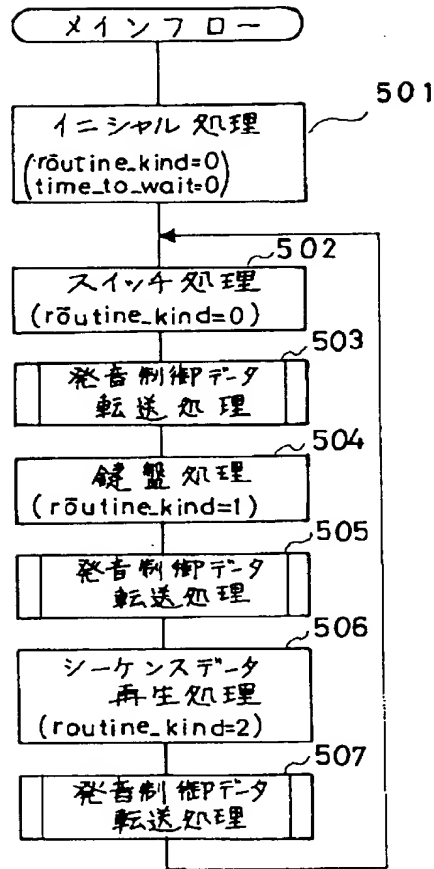 メインフロー
501
イニシャル処理
(routine_kind=0)
(time_to_wait=0)
502
スイッチ処理
(routine_kind=0)
503
発音制御データ
転送処理
504
鍵盤処理
(routine_kind=1)
505
発音制御データ
転送処理
506
シーケンスデータ
再生処理
(routine_kind=2)
507
発音制御データ
転送処理